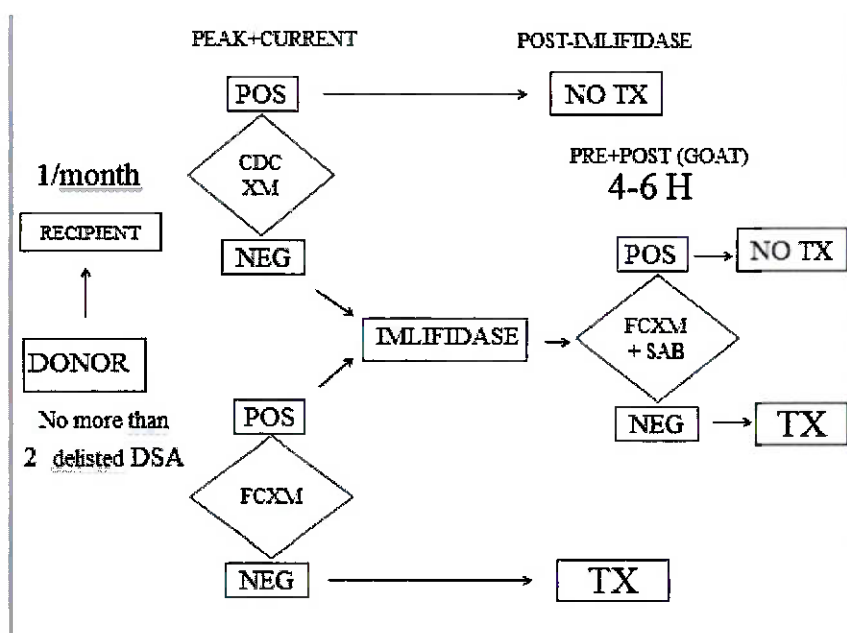 PEAK+CURRENT
POST-IMLIFIDASE
POS
NO TX
CDC
XM
PRE+POST (GOAT)
4-6 H
1/month
RECIPIENT
NEG
POS
NO TX
IMLIFIDASE
FCXM
+ SAB
DONOR
No more than
2 delisted DSA
POS
NEG
TX
FCXM
NEG
TX